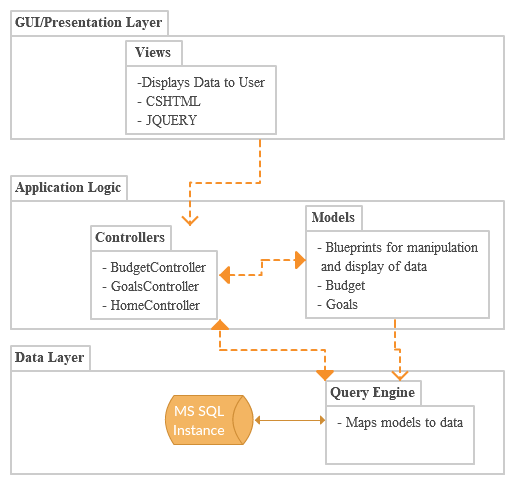 GUI/Presentation Layer
Views
-Displays Data to User
- CSHTML
- JQUERY
Application Logic
Controllers
- BudgetController
- GoalsController
- HomeController
Models
- Blueprints for manipulation
and display of data
- Budget
- Goals
Data Layer
MS SQL
Instance
Query Engine
- Maps models to data